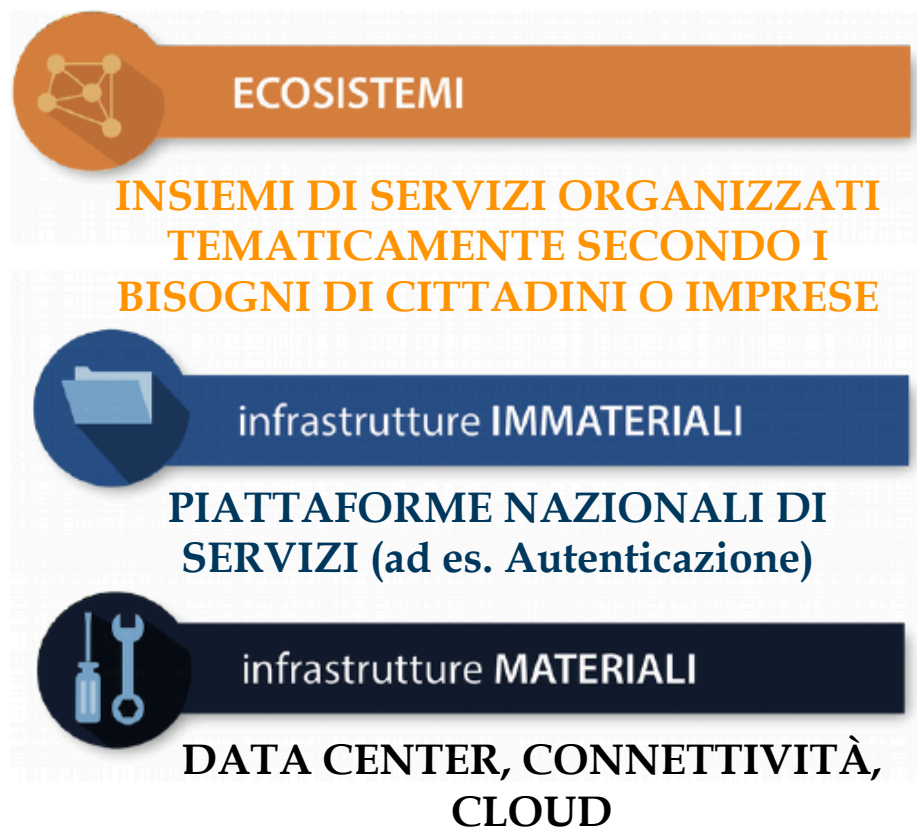 ECOSISTEMI
INSIEMI DI SERVIZI ORGANIZZATI
TEMATICAMENTE SECONDO I
BISOGNI DI CITTADINI O IMPRESE
infrastrutture IMMATERIALI
PIATTAFORME NAZIONALI DI
SERVIZI (ad es. Autenticazione)
infrastrutture MATERIALI
DATA CENTER, CONNETTIVITÀ,
CLOUD